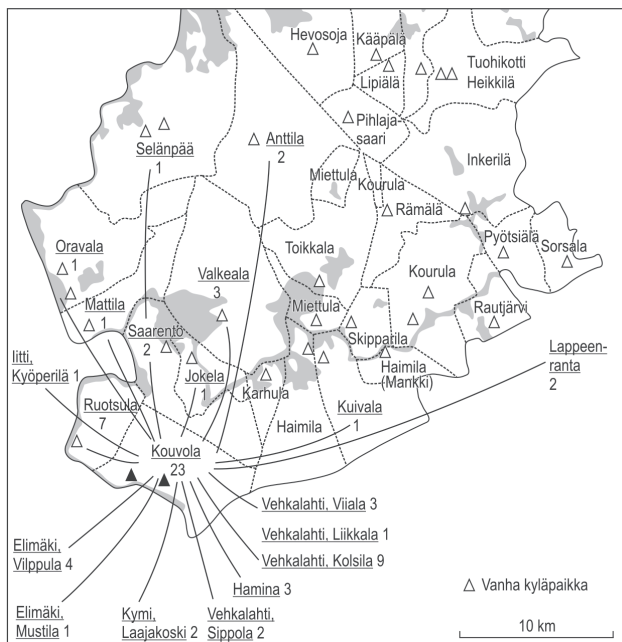 Hevosoja
Kääpälä
Lipiälä
Tuohikotti
Heikkilä
Pihlaja-
saari
Selänpää
1
Anttila
2
Inkerilä
Miettula
Kourula
Rämälä
Pyötsiälä
Sorsala
Oravala
1
Toikkala
Valkeala
3
Kourula
Mattila
1
Miettula
Rautjärvi
Saarento
2
Skipparila
Iitti,
Kyöperilä 1
Jokela
1
Karhula
Haimila
(Mankki)
Lappeen-
ranta
2
Ruotsula
7
Haimila
Kuivala
1
Kouvola
23
Vehkalahti, Viiala 3
Vehkalahti, Liikkala 1
Elimäki,
Vilppula 4
Vehkalahti, Kolsila 9
Hamina 3
Vanha kyläpaikka
Elimäki,
Mustila 1
Kymi,
Laajakoski 2
Vehkalahti,
Sippola 2
10 km